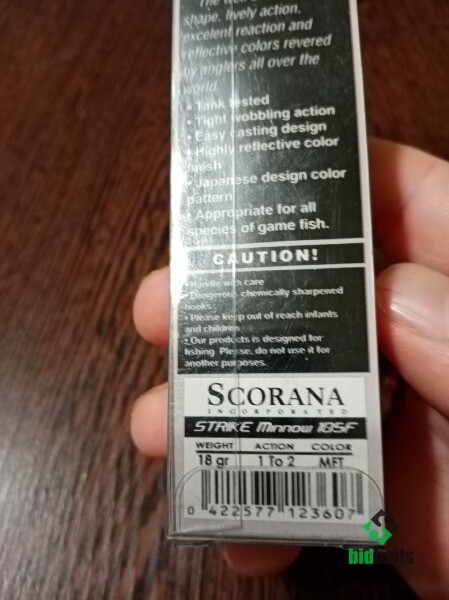 The well
shape, lively action,
excelent reaction and
reflective colors revered
by anglers all over the
world.
• Tank tested
• Tight wobbling action
• Easy casting design
• Highly reflective color
finish
• Japanese design color
pattern
• Appropriate for all
species of game fish.
CAUTION!
• Handle with care
• Dangerous chemically sharpened
hooks
• Please keep out of reach infants
and children
• Our products is designed for
fishing. Please, do not use it for
another purposes.
SCORANA
INCORPORATED
STRIKE Minnow 185F
WEIGHT ACTION COLOR
18 gr 1 To 2 MFT
0 422577 123607
bid